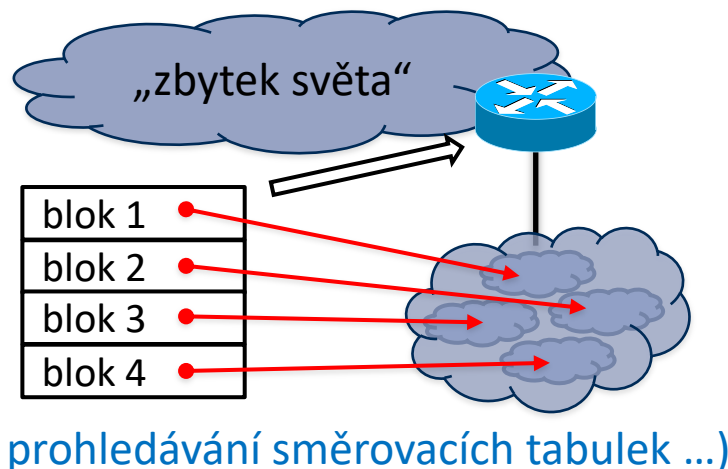 „zbytek světa“
blok 1
blok 2
blok 3
blok 4
prohledávání směrovacích tabulek …)